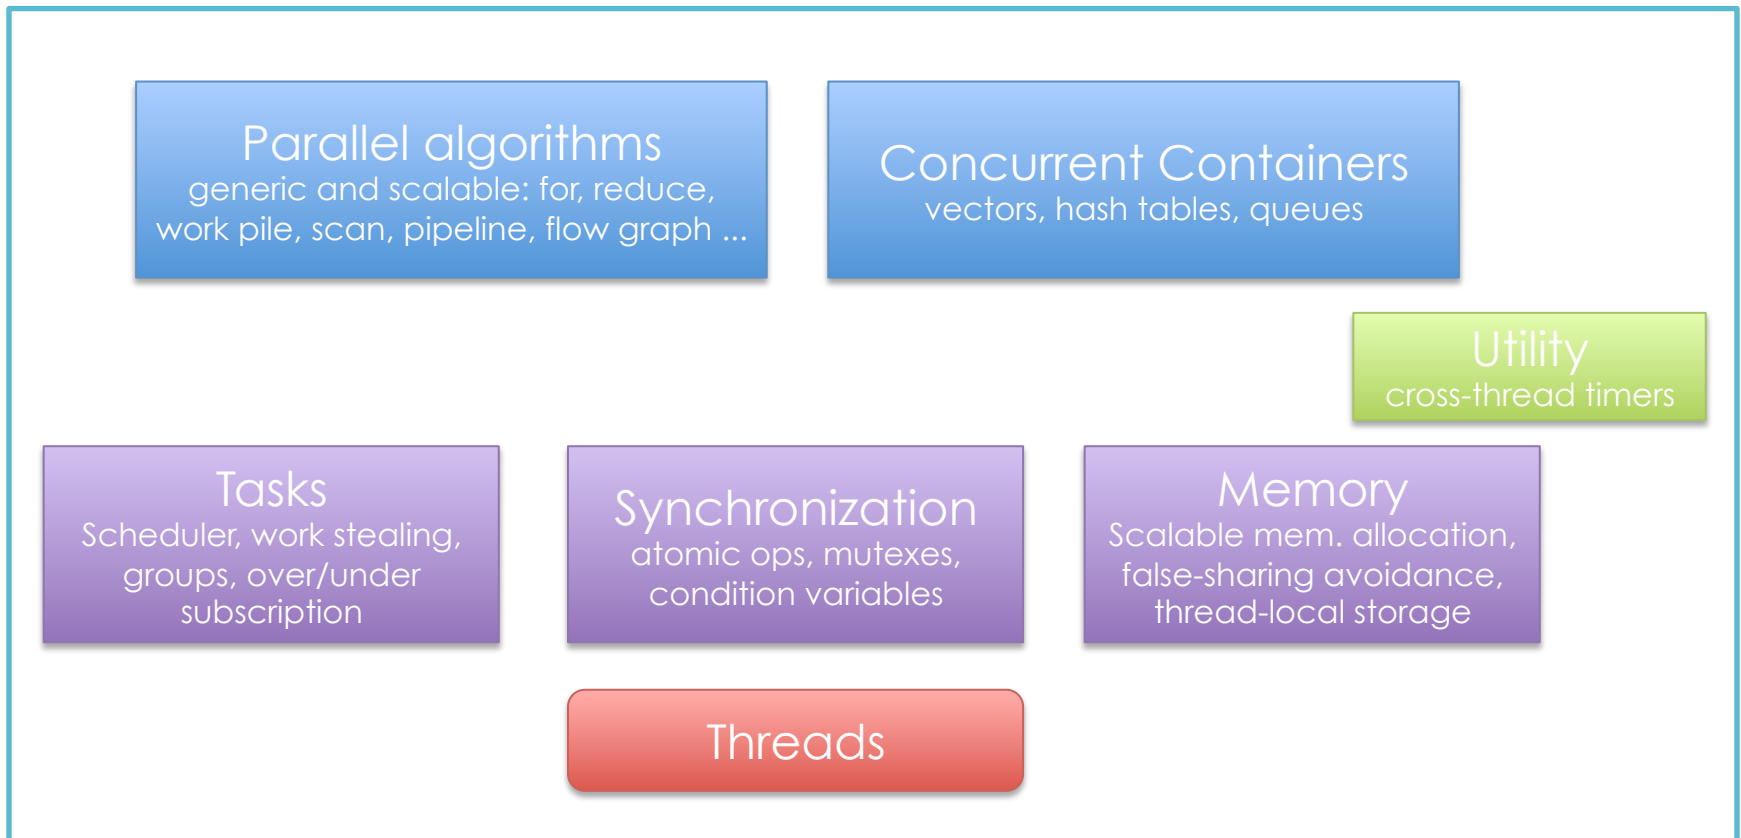 Parallel algorithms
generic and scalable: for, reduce,
work pile, scan, pipeline, flow graph ...
Concurrent Containers
vectors, hash tables, queues
Utility
cross-thread timers
Tasks
Scheduler, work stealing,
groups, over/under
subscription
Synchronization
atomic ops, mutexes,
condition variables
Memory
Scalable mem. allocation,
false-sharing avoidance,
thread-local storage
Threads